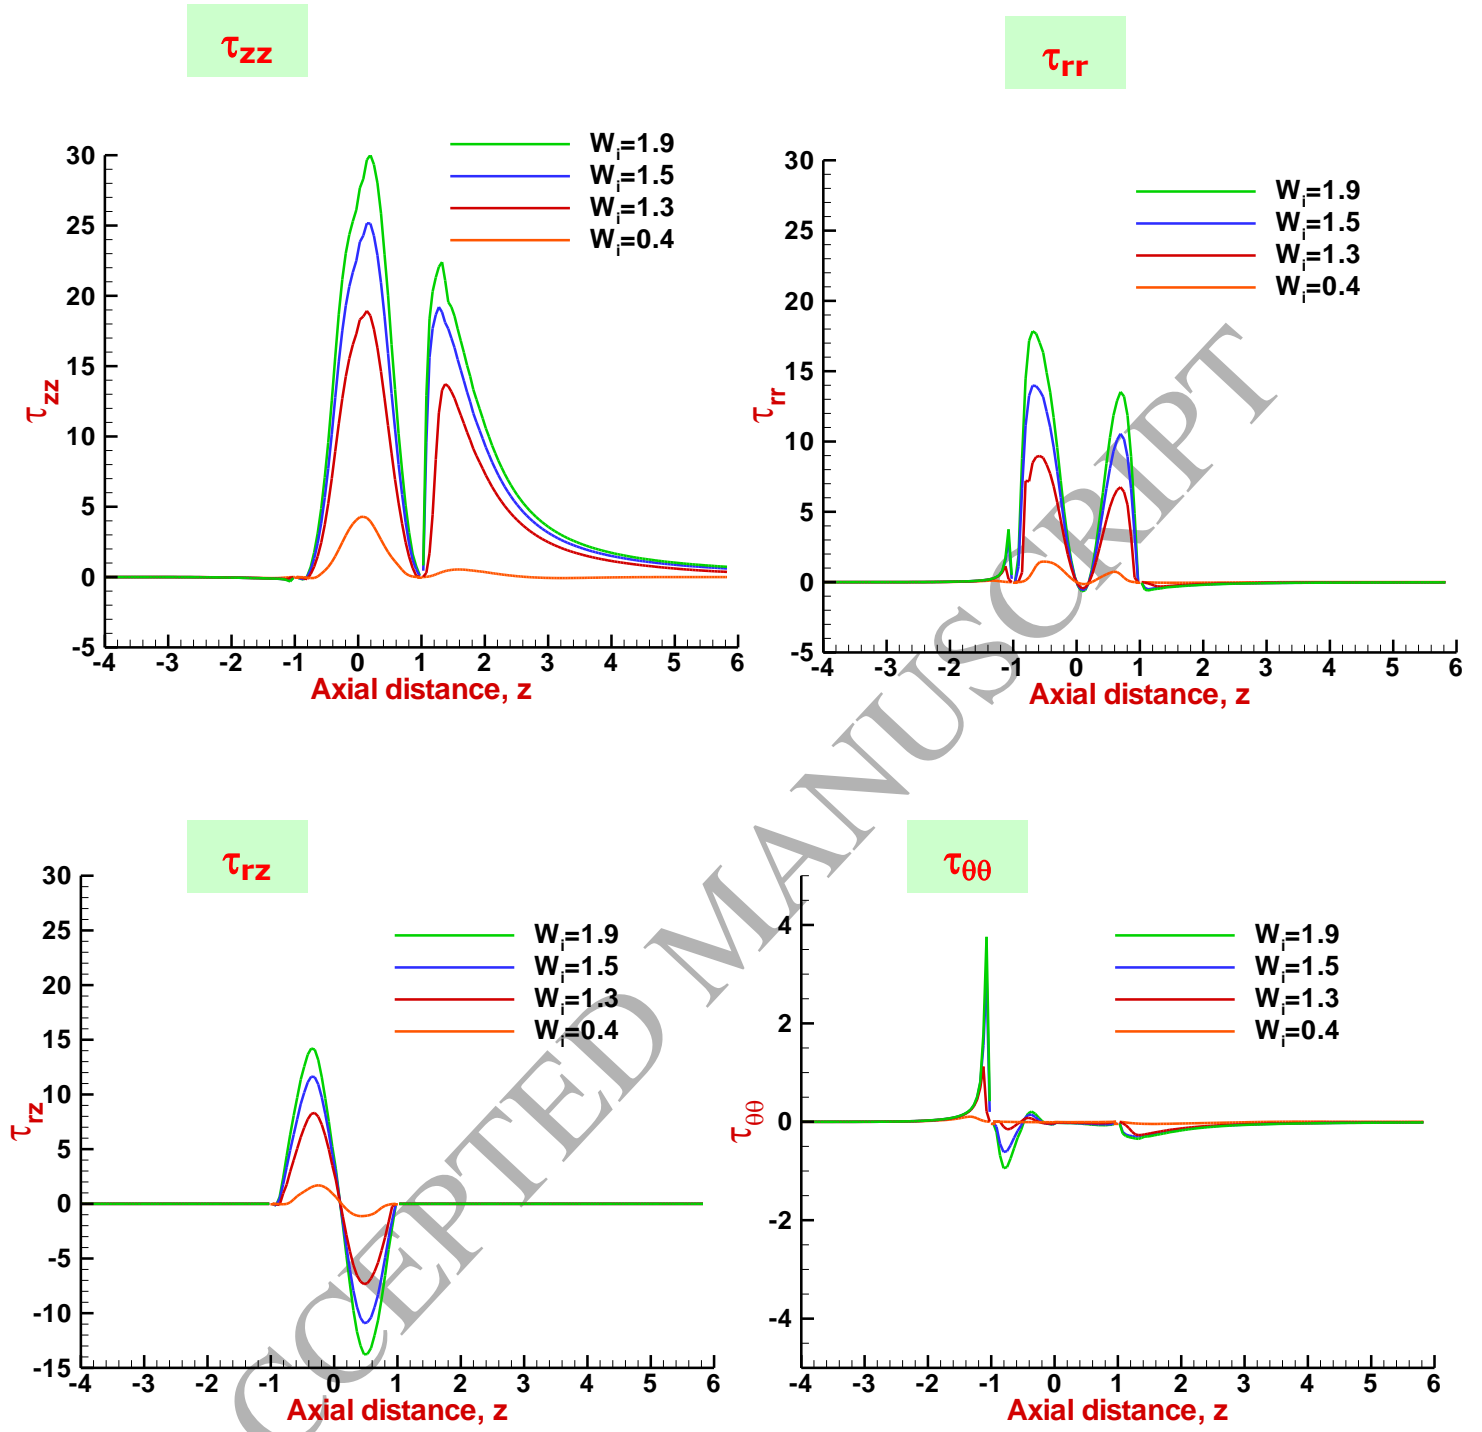 τzz
τrr
Wi=1.9
Wi=1.5
Wi=1.3
Wi=0.4
30
25
20
15
10
5
0
-5
τzz
-4 -3 -2 -1 0 1 2 3 4 5 6
Axial distance, z
Wi=1.9
Wi=1.5
Wi=1.3
Wi=0.4
30
25
20
15
10
5
0
-5
τrr
-4 -3 -2 -1 0 1 2 3 4 5 6
Axial distance, z
τrz
τθθ
Wi=1.9
Wi=1.5
Wi=1.3
Wi=0.4
30
25
20
15
10
5
0
-5
-10
-15
τrz
-4 -3 -2 -1 0 1 2 3 4 5 6
Axial distance, z
Wi=1.9
Wi=1.5
Wi=1.3
Wi=0.4
4
2
0
-2
-4
τθθ
-4 -3 -2 -1 0 1 2 3 4 5 6
Axial distance, z
CCEPTED MANUSCRIPT